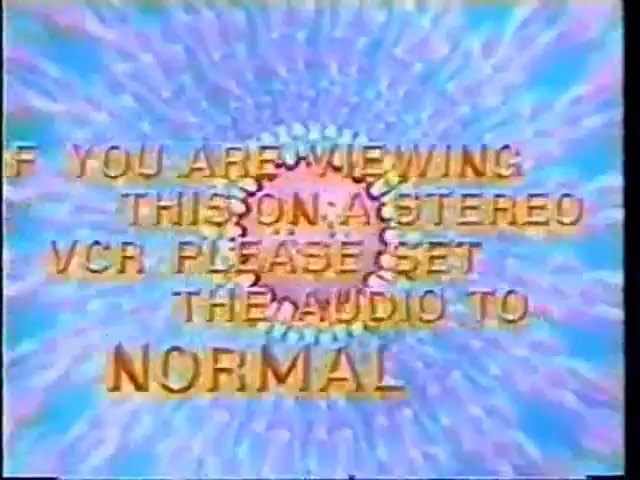 F YOU ARE VIEWING
THIS ON A STEREO
VCR PLEASE SET
THE AUDIO TO
NORMAL